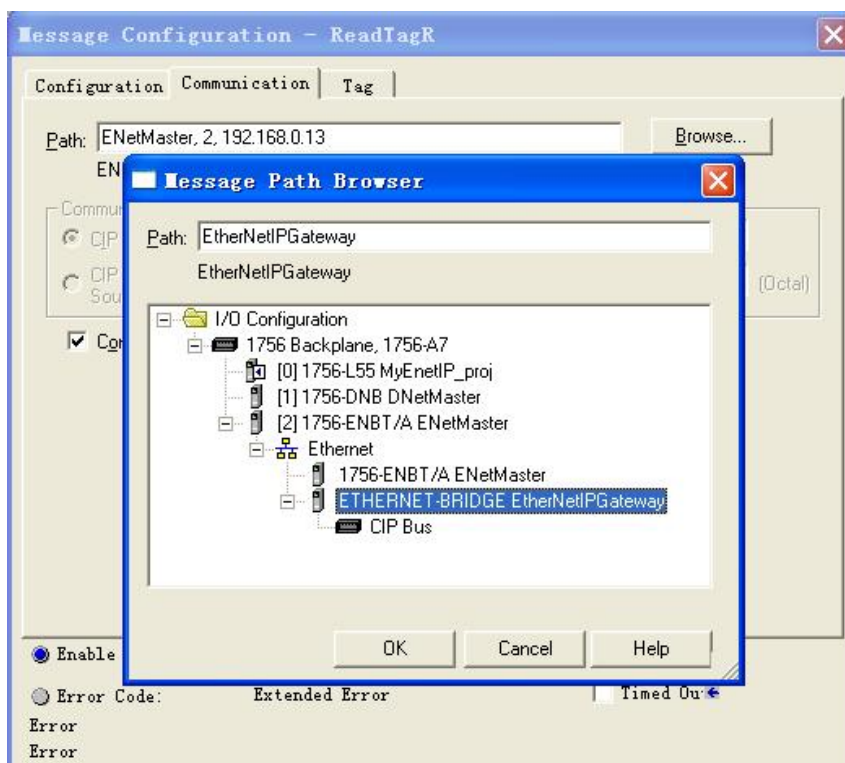 Message Configuration - ReadTagR
Configuration Communication Tag
Path: ENetMaster, 2, 192.168.0.13 Browse...
EN
Message Path Browser
Commun
Path: EtherNetIPGateway
CIP
EtherNetIPGateway
CIP (Octal)
Sou
I/O Configuration
Con
1756 Backplane, 1756-A7
[0] 1756-L55 MyEnetIP_proj
[1] 1756-DNB DNetMaster
[2] 1756-ENBT/A ENetMaster
Ethernet
1756-ENBT/A ENetMaster
ETHERNET-BRIDGE EtherNetIPGateway
CIP Bus
OK Cancel Help
Enable
Error Code: Extended Error Timed Ou
Error
Error